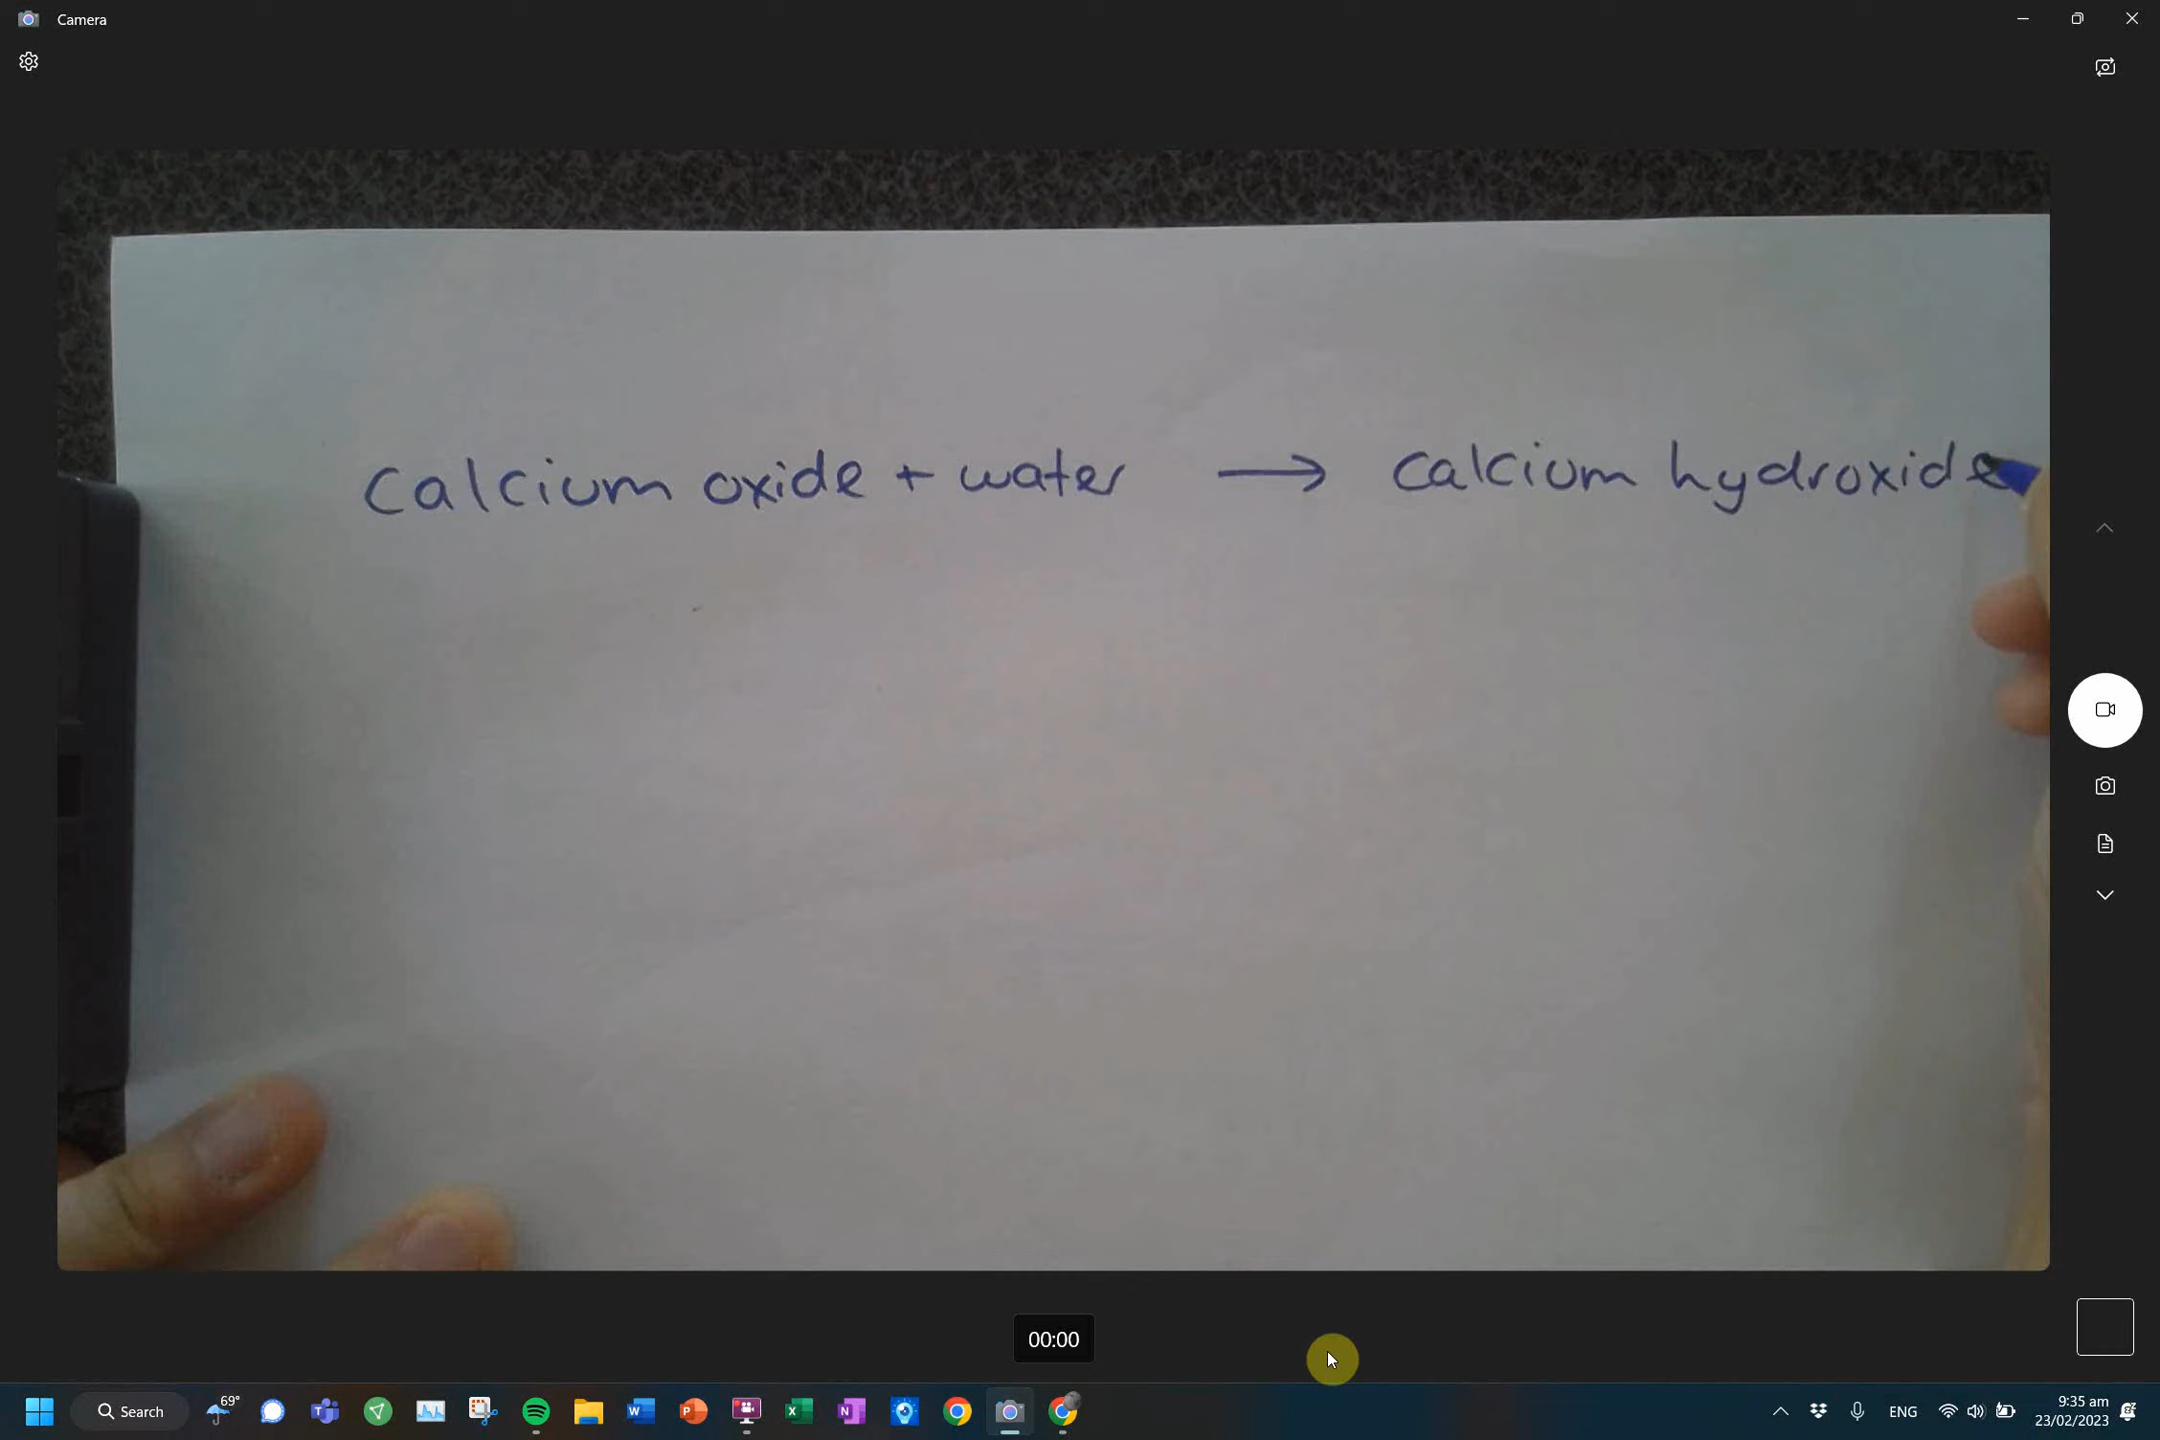 Camera
calcium oxide + water → calcium hydroxide
00:00
69°
Search
ENG
9:35 am
23/02/2023